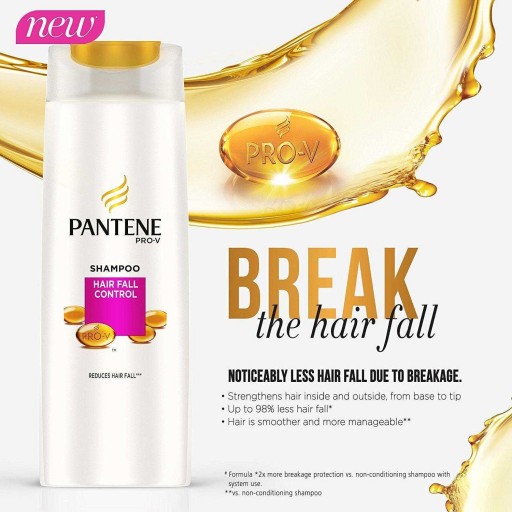 new
PRO-V
PANTENE
PRO-V
SHAMPOO
HAIR FALL
CONTROL
PRO-V
REDUCES HAIR FALL***
BREAK
the hair fall
NOTICEABLY LESS HAIR FALL DUE TO BREAKAGE.
• Strengthens hair inside and outside, from base to tip
• Up to 98% less hair fall*
• Hair is smoother and more manageable**
* Formula *2x more breakage protection vs. non-conditioning shampoo with
system use.
**vs. non-conditioning shampoo